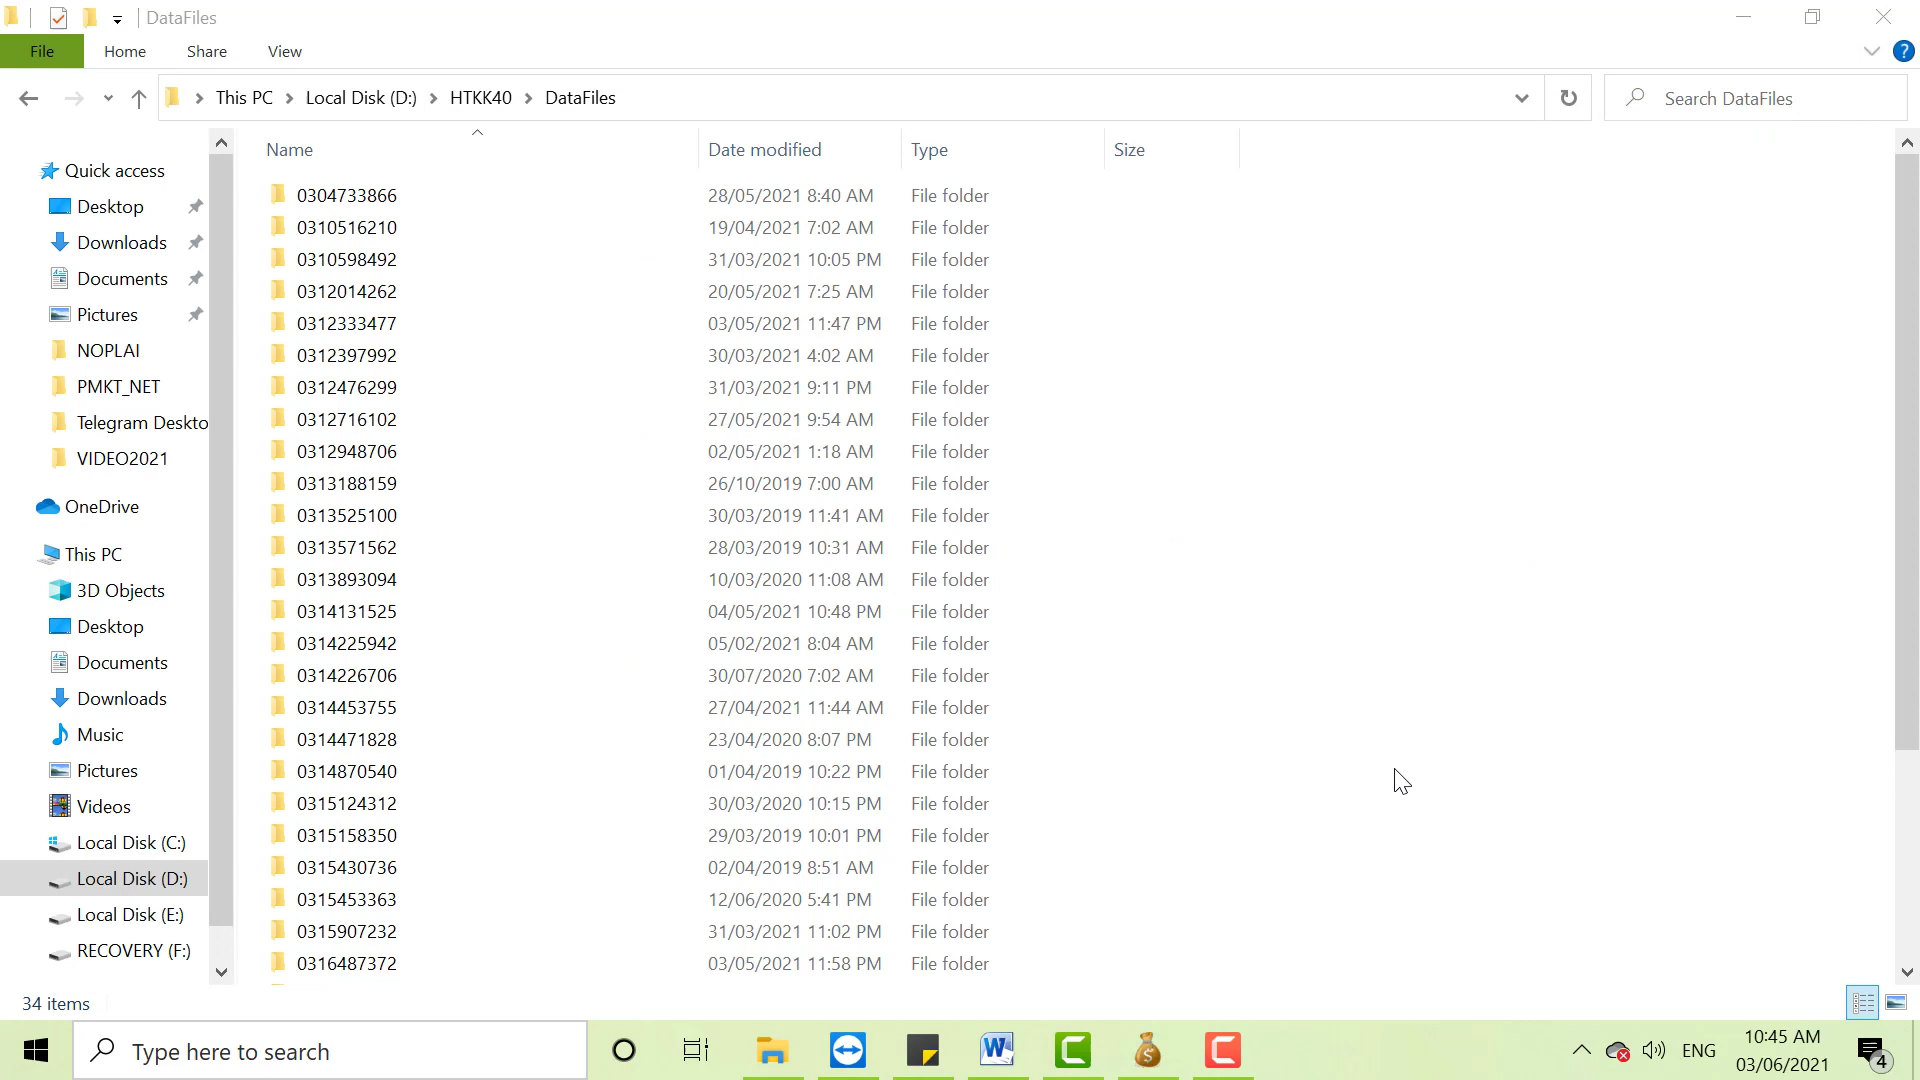 DataFiles
File Home Share View
This PC Local Disk (D:) HTKK40 DataFiles Search DataFiles
Name Date modified Type Size
Quick access
Desktop
Downloads
Documents
Pictures
NOPLAI
PMKT_NET
Telegram Deskto
VIDEO2021
OneDrive
This PC
3D Objects
Desktop
Documents
Downloads
Music
Pictures
Videos
Local Disk (C:)
Local Disk (D:)
Local Disk (E:)
RECOVERY (F:)
0304733866 28/05/2021 8:40 AM File folder
0310516210 19/04/2021 7:02 AM File folder
0310598492 31/03/2021 10:05 PM File folder
0312014262 20/05/2021 7:25 AM File folder
0312333477 03/05/2021 11:47 PM File folder
0312397992 30/03/2021 4:02 AM File folder
0312476299 31/03/2021 9:11 PM File folder
0312716102 27/05/2021 9:54 AM File folder
0312948706 02/05/2021 1:18 AM File folder
0313188159 26/10/2019 7:00 AM File folder
0313525100 30/03/2019 11:41 AM File folder
0313571562 28/03/2019 10:31 AM File folder
0313893094 10/03/2020 11:08 AM File folder
0314131525 04/05/2021 10:48 PM File folder
0314225942 05/02/2021 8:04 AM File folder
0314226706 30/07/2020 7:02 AM File folder
0314453755 27/04/2021 11:44 AM File folder
0314471828 23/04/2020 8:07 PM File folder
0314870540 01/04/2019 10:22 PM File folder
0315124312 30/03/2020 10:15 PM File folder
0315158350 29/03/2019 10:01 PM File folder
0315430736 02/04/2019 8:51 AM File folder
0315453363 12/06/2020 5:41 PM File folder
0315907232 31/03/2021 11:02 PM File folder
0316487372 03/05/2021 11:58 PM File folder
34 items
Type here to search
ENG
10:45 AM
03/06/2021
4